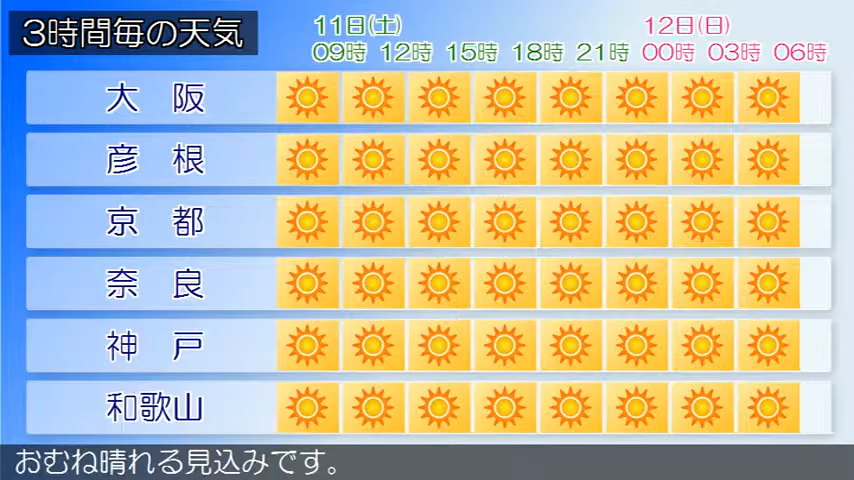 3時間毎の天気
11日(土) 12日(日)
09時 12時 15時 18時 21時 00時 03時 06時
大阪
彦根
京都
奈良
神戸
和歌山
おむね晴れる見込みです。